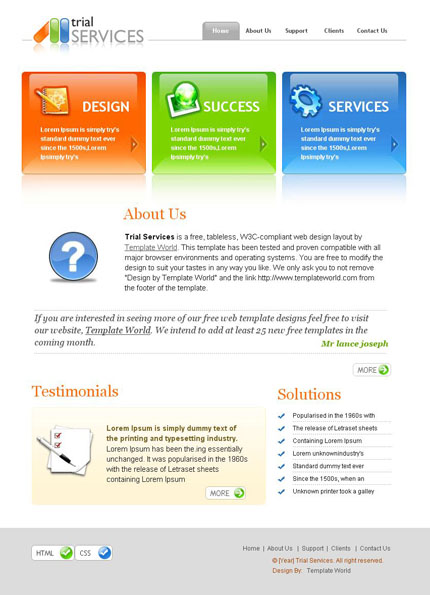 trial
SERVICES
Home
About Us
Support
Clients
Contact Us
DESIGN
Lorem Ipsum is simply try's
standard dummy text ever
since the 1500s,Lorem
Ipsimply try's
SUCCESS
Lorem Ipsum is simply try's
standard dummy text ever
since the 1500s,Lorem
Ipsimply try's
SERVICES
Lorem Ipsum is simply try's
standard dummy text ever
since the 1500s,Lorem
Ipsimply try's
About Us
Trial Services is a free, tableless, W3C-compliant web design layout by
Template World. This template has been tested and proven compatible with all
major browser environments and operating systems. You are free to modify the
design to suit your tastes in any way you like. We only ask you to not remove
"Design by Template World" and the link http://www.templateworld.com from
the footer of the template.
If you are interested in seeing more of our free web template designs feel free to visit
our website, Template World. We intend to add at least 25 new free templates in the
coming month.
Mr lance joseph
MORE
Testimonials
Lorem Ipsum is simply dummy text of
the printing and typesetting industry.
Lorem Ipsum has been the.ing essentially
unchanged. It was popularised in the 1960s
with the release of Letraset sheets
containing Lorem Ipsum
MORE
Solutions
Popularised in the 1960s with
The release of Letraset sheets
Containing Lorem Ipsum
Lorem unknownindustry's
Standard dummy text ever
Since the 1500s, when an
Unknown printer took a galley
HTML
CSS
Home | About Us | Support | Clients | Contact Us
© [Year] Trial Services. All right reserved.
Design By: Template World